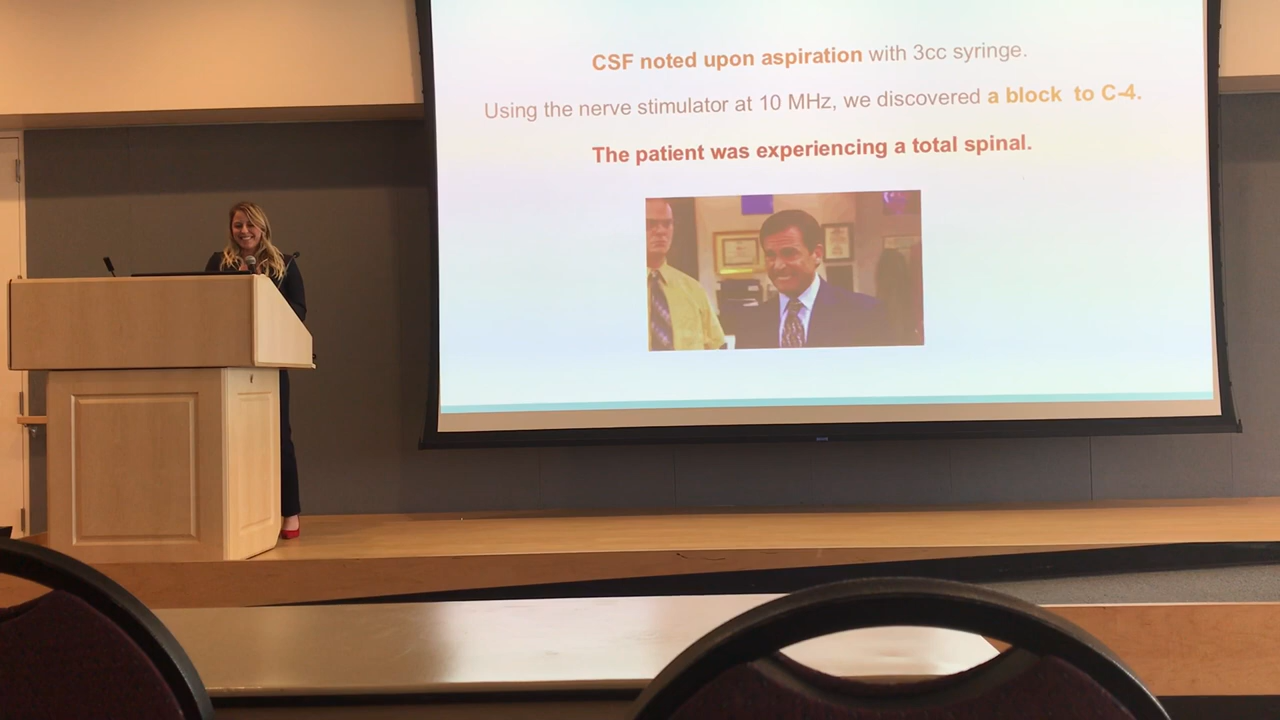 CSF noted upon aspiration with 3cc syringe.
Using the nerve stimulator at 10 MHz, we discovered a block to C-4.
The patient was experiencing a total spinal.